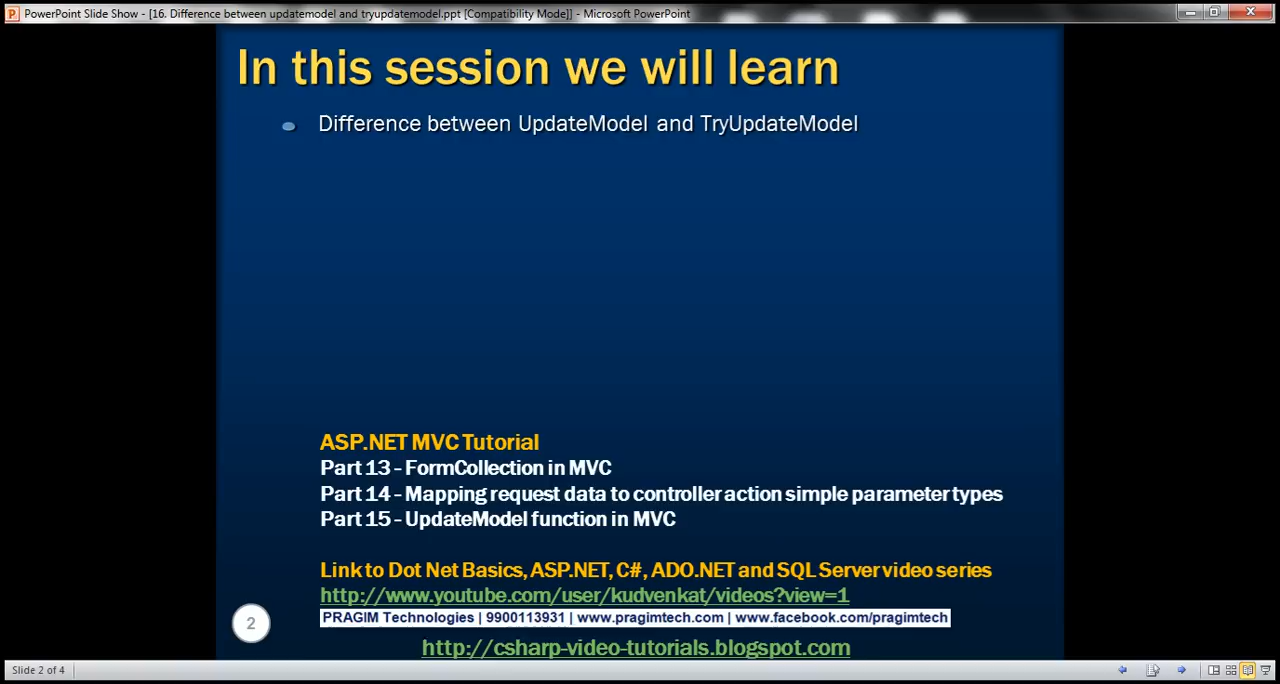 PowerPoint Slide Show - [16. Difference between updatemodel and tryupdatemodel.ppt [Compatibility Mode]] - Microsoft PowerPoint
In this session we will learn
Difference between UpdateModel and TryUpdateModel
ASP.NET MVC Tutorial
Part 13 - FormCollection in MVC
Part 14 - Mapping request data to controller action simple parameter types
Part 15 - UpdateModel function in MVC
Link to Dot Net Basics, ASP.NET, C#, ADO.NET and SQL Server video series
http://www.youtube.com/user/kudvenkat/videos?view=1
PRAGIM Technologies | 9900113931 | www.pragimtech.com | www.facebook.com/pragimtech
2
http://csharp-video-tutorials.blogspot.com
Slide 2 of 4